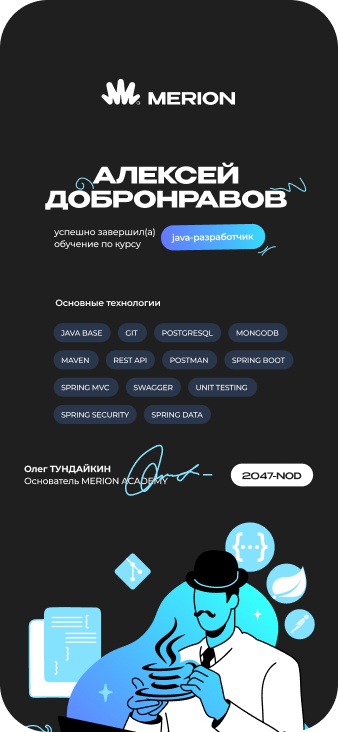 MERION
АЛЕКСЕЙ
ДОБРОНРАВОВ
успешно завершил(а)
обучение по курсу
java-разработчик
Основные технологии
JAVA BASE GIT POSTGRESQL MONGODB
MAVEN REST API POSTMAN SPRING BOOT
SPRING MVC SWAGGER UNIT TESTING
SPRING SECURITY SPRING DATA
Олег ТУНДАЙКИН
Основатель MERION ACADEMY
2047-NOD